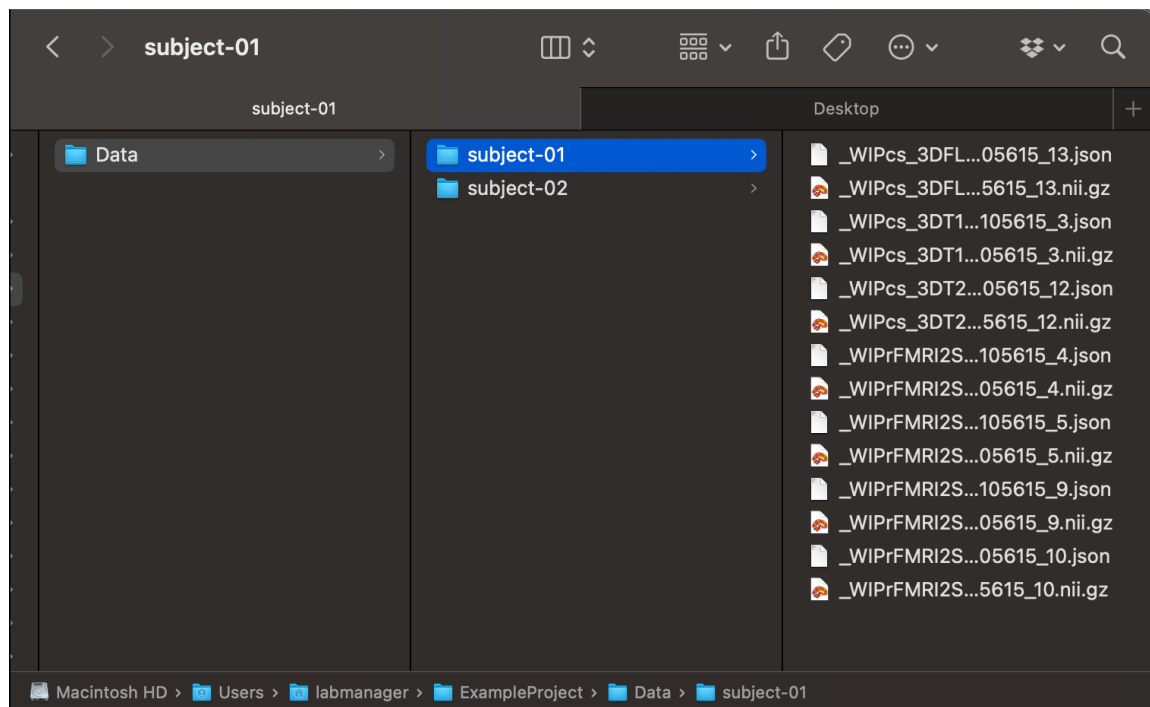 subject-01
subject-01
Desktop
Data
subject-01
subject-02
_WIPcs_3DFL...05615_13.json
_WIPcs_3DFL...5615_13.nii.gz
_WIPcs_3DT1...105615_3.json
_WIPcs_3DT1...05615_3.nii.gz
_WIPcs_3DT2...05615_12.json
_WIPcs_3DT2...5615_12.nii.gz
_WIPrFMRI2S...105615_4.json
_WIPrFMRI2S...05615_4.nii.gz
_WIPrFMRI2S...105615_5.json
_WIPrFMRI2S...05615_5.nii.gz
_WIPrFMRI2S...105615_9.json
_WIPrFMRI2S...05615_9.nii.gz
_WIPrFMRI2S...05615_10.json
_WIPrFMRI2S...5615_10.nii.gz
Macintosh HD › Users › labmanager › ExampleProject › Data › subject-01